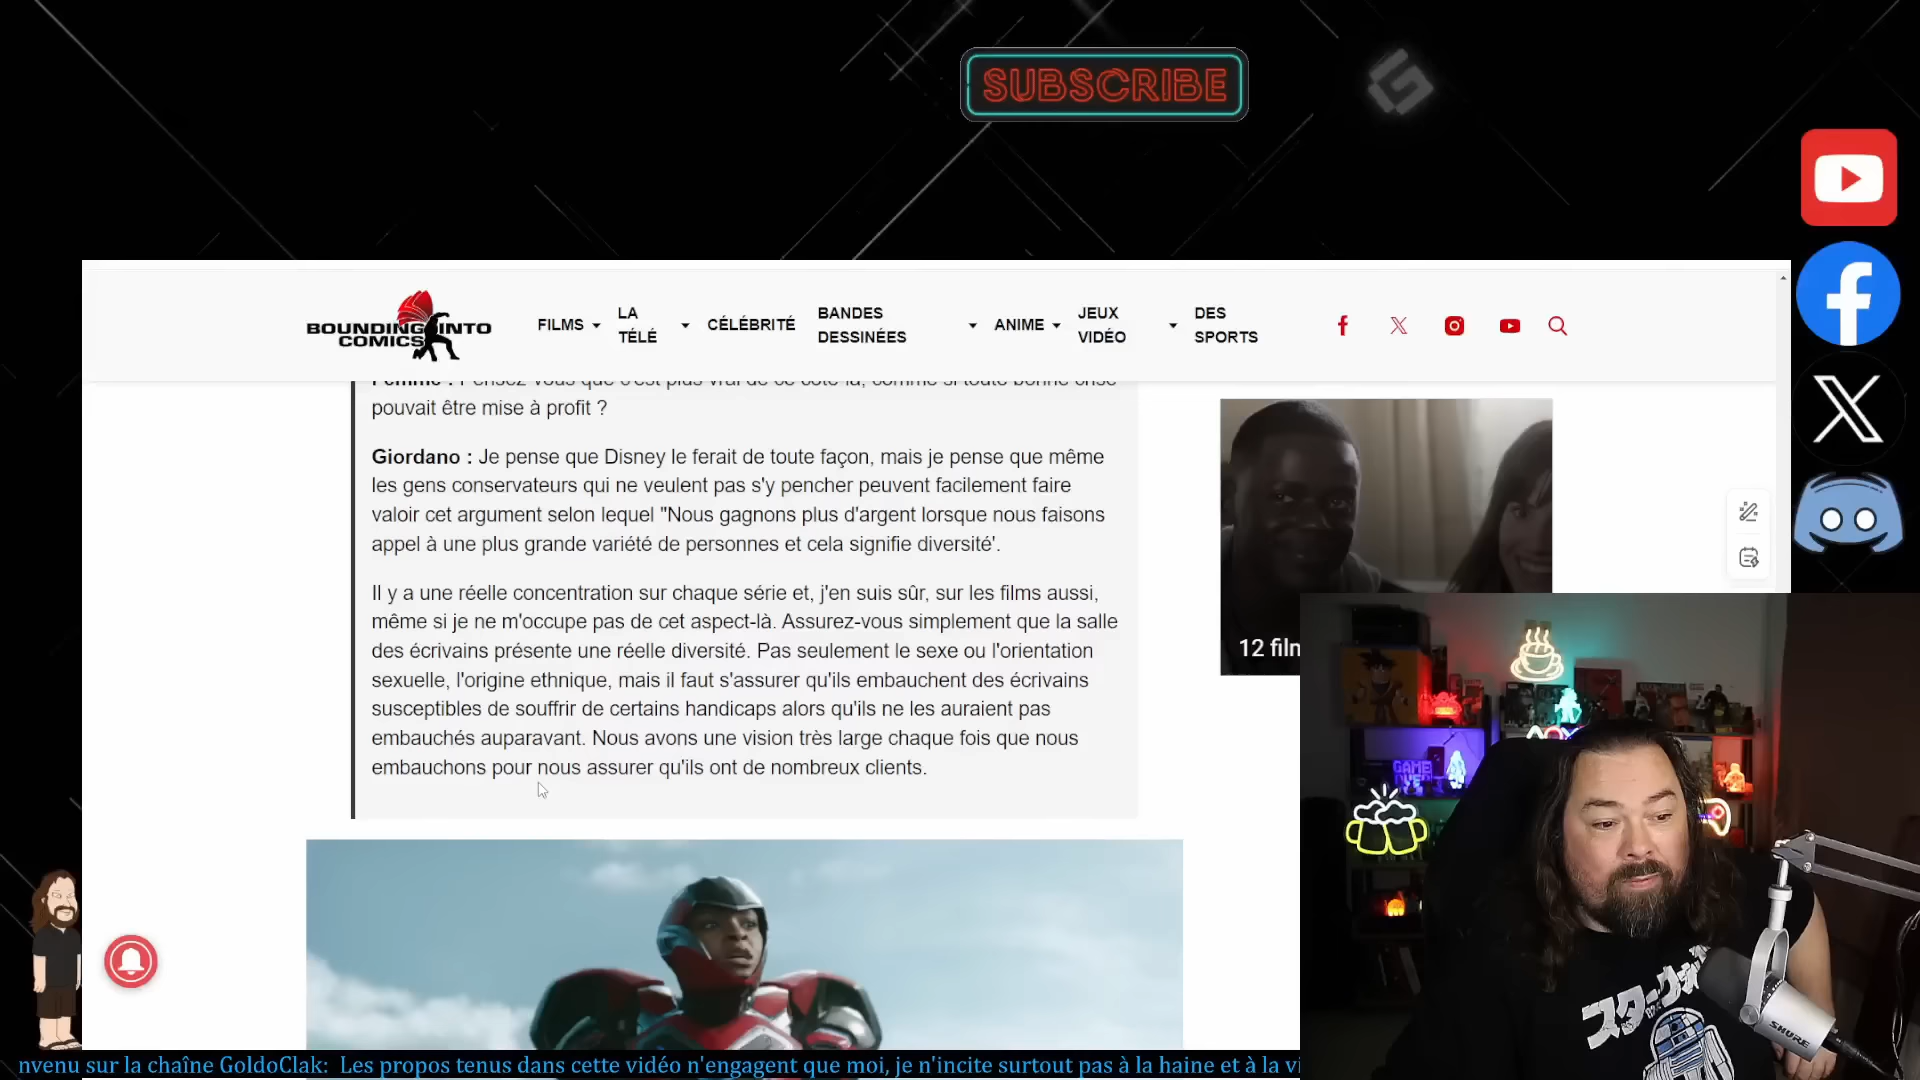 SUBSCRIBE
BOUNDING INTO
COMICS
FILMS
LA
TÉLÉ
CÉLÉBRITÉ
BANDES
DESSINÉES
ANIME
JEUX
VIDÉO
DES
SPORTS
pouvait être mise à profit ?
Giordano : Je pense que Disney le ferait de toute façon, mais je pense que même
les gens conservateurs qui ne veulent pas s'y pencher peuvent facilement faire
valoir cet argument selon lequel "Nous gagnons plus d'argent lorsque nous faisons
appel à une plus grande variété de personnes et cela signifie diversité'.
Il y a une réelle concentration sur chaque série et, j'en suis sûr, sur les films aussi,
même si je ne m'occupe pas de cet aspect-là. Assurez-vous simplement que la salle
des écrivains présente une réelle diversité. Pas seulement le sexe ou l'orientation
sexuelle, l'origine ethnique, mais il faut s'assurer qu'ils embauchent des écrivains
susceptibles de souffrir de certains handicaps alors qu'ils ne les auraient pas
embauchés auparavant. Nous avons une vision très large chaque fois que nous
embauchons pour nous assurer qu'ils ont de nombreux clients.
12
GAME
OVER
スターウォ
SHURE
nvenu sur la chaîne GoldoClak: Les propos tenus dans cette vidéo n'engagent que moi, je n'incite surtout pas à la haine et à la